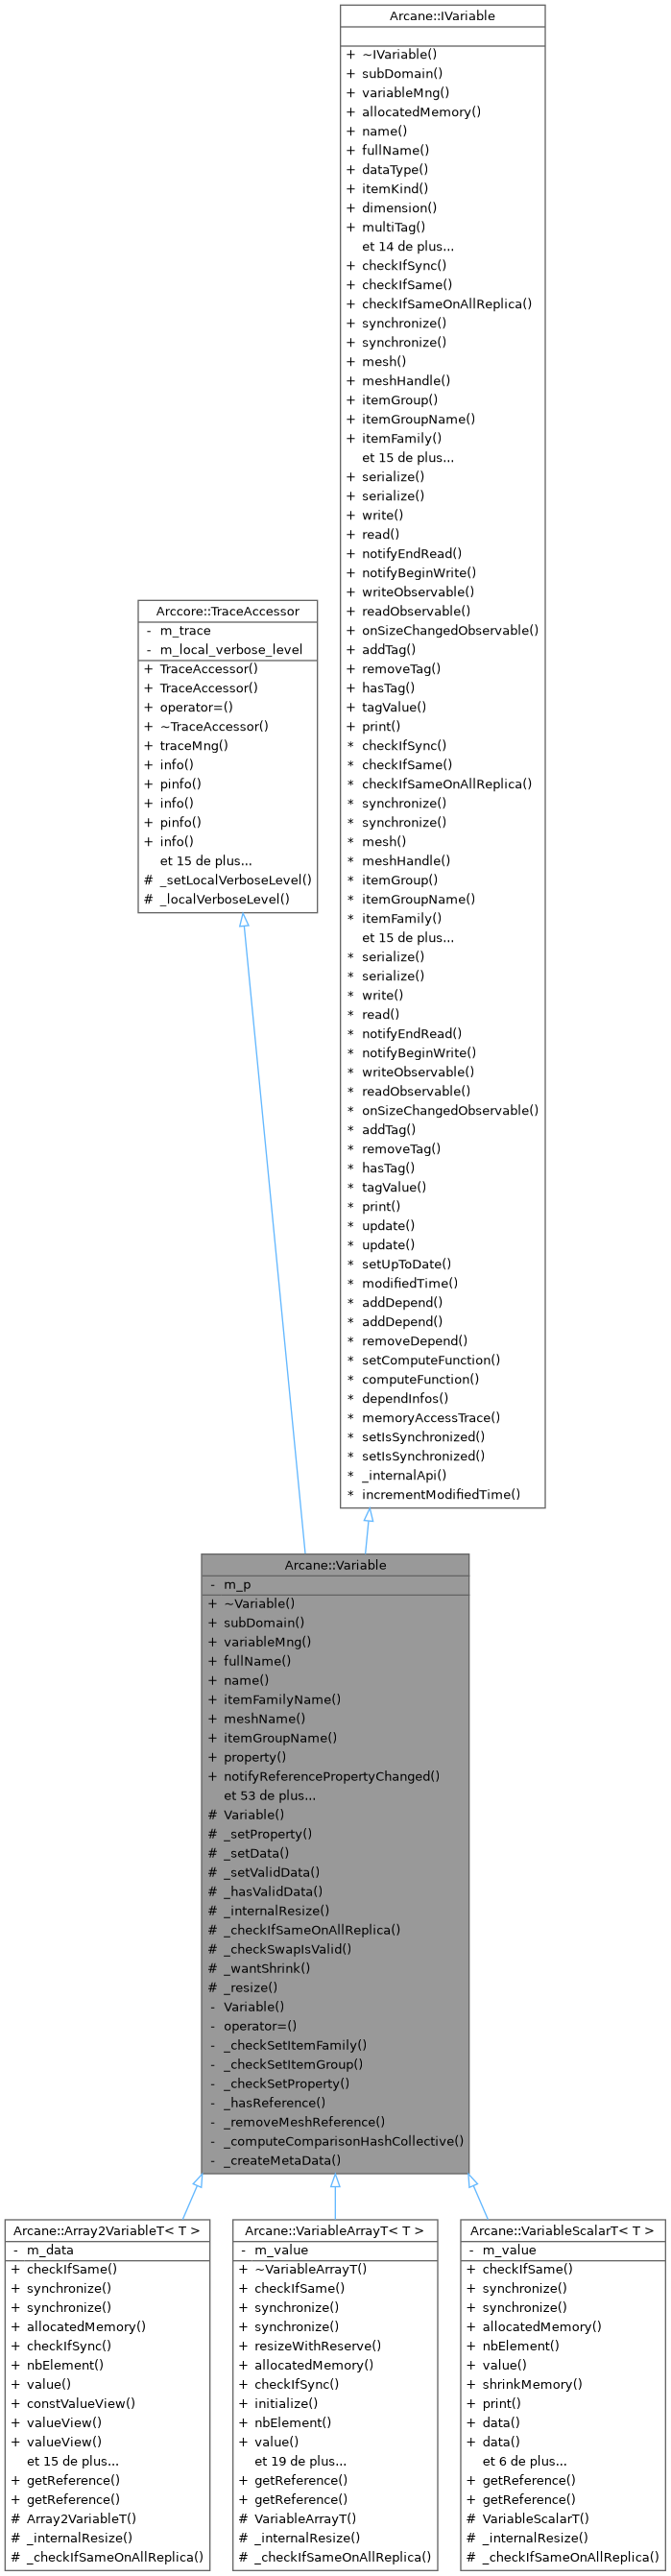 Arcane::IVariable
+ ~IVariable()
+ subDomain()
+ variableMng()
+ allocatedMemory()
+ name()
+ fullName()
+ dataType()
+ itemKind()
+ dimension()
+ multiTag()
et 14 de plus...
+ checkIfSync()
+ checkIfSame()
+ checkIfSameOnAllReplica()
+ synchronize()
+ synchronize()
+ mesh()
+ meshHandle()
+ itemGroup()
+ itemGroupName()
+ itemFamily()
et 15 de plus...
+ serialize()
+ serialize()
+ write()
+ read()
+ notifyEndRead()
+ notifyBeginWrite()
+ writeObservable()
+ readObservable()
+ onSizeChangedObservable()
+ addTag()
+ removeTag()
+ hasTag()
+ tagValue()
+ print()
* checkIfSync()
* checkIfSame()
* checkIfSameOnAllReplica()
* synchronize()
* synchronize()
* mesh()
* meshHandle()
* itemGroup()
* itemGroupName()
* itemFamily()
et 15 de plus...
* serialize()
* serialize()
* write()
* read()
* notifyEndRead()
* notifyBeginWrite()
* writeObservable()
* readObservable()
* onSizeChangedObservable()
* addTag()
* removeTag()
* hasTag()
* tagValue()
* print()
* update()
* update()
* setUpToDate()
* modifiedTime()
* addDepend()
* addDepend()
* removeDepend()
* setComputeFunction()
* computeFunction()
* dependInfos()
* memoryAccessTrace()
* setIsSynchronized()
* setIsSynchronized()
* _internalApi()
* incrementModifiedTime()
Arccore::TraceAccessor
- m_trace
- m_local_verbose_level
+ TraceAccessor()
+ TraceAccessor()
+ operator=()
+ ~TraceAccessor()
+ traceMng()
+ info()
+ pinfo()
+ info()
+ pinfo()
+ info()
et 15 de plus...
# _setLocalVerboseLevel()
# _localVerboseLevel()
Arcane::Variable
- m_p
+ ~Variable()
+ subDomain()
+ variableMng()
+ fullName()
+ name()
+ itemFamilyName()
+ meshName()
+ itemGroupName()
+ property()
+ notifyReferencePropertyChanged()
et 53 de plus...
# Variable()
# _setProperty()
# _setData()
# _setValidData()
# _hasValidData()
# _internalResize()
# _checkIfSameOnAllReplica()
# _checkSwapIsValid()
# _wantShrink()
# _resize()
- Variable()
- operator=()
- _checkSetItemFamily()
- _checkSetItemGroup()
- _checkSetProperty()
- _hasReference()
- _removeMeshReference()
- _computeComparisonHashCollective()
- _createMetaData()
Arcane::Array2VariableT< T >
- m_data
+ checkIfSame()
+ synchronize()
+ synchronize()
+ allocatedMemory()
+ checkIfSync()
+ nbElement()
+ value()
+ constValueView()
+ valueView()
+ valueView()
et 15 de plus...
+ getReference()
+ getReference()
# Array2VariableT()
# _internalResize()
# _checkIfSameOnAllReplica()
Arcane::VariableArrayT< T >
- m_value
+ ~VariableArrayT()
+ checkIfSame()
+ synchronize()
+ synchronize()
+ resizeWithReserve()
+ allocatedMemory()
+ checkIfSync()
+ initialize()
+ nbElement()
+ value()
et 19 de plus...
+ getReference()
+ getReference()
# VariableArrayT()
# _internalResize()
# _checkIfSameOnAllReplica()
Arcane::VariableScalarT< T >
- m_value
+ checkIfSame()
+ synchronize()
+ synchronize()
+ allocatedMemory()
+ nbElement()
+ value()
+ shrinkMemory()
+ print()
+ data()
+ data()
et 6 de plus...
+ getReference()
+ getReference()
# VariableScalarT()
# _internalResize()
# _checkIfSameOnAllReplica()